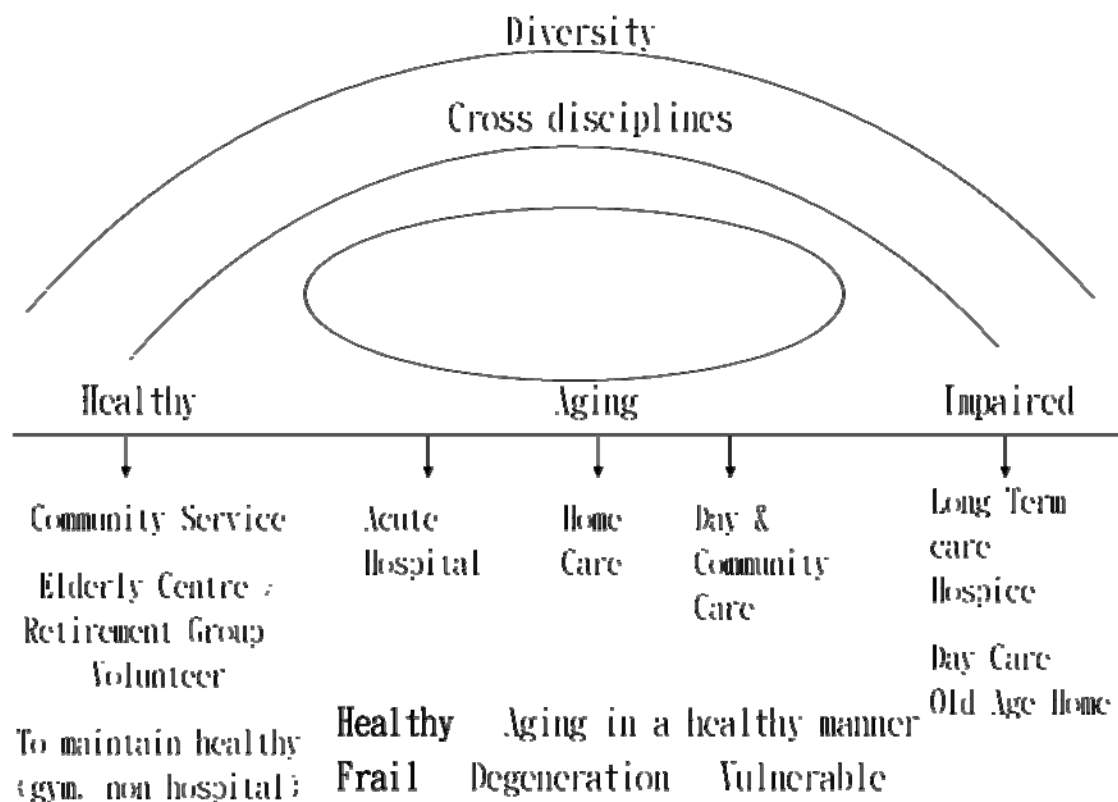 Diversity
Cross disciplines
Healthy
Aging
Impaired
Community Service
Elderly Centre /
Retirement Group
Volunteer
To maintain healthy
(gym, non hospital)
Acute
Hospital
Home
Care
Day &
Community
Care
Long Term
care
Hospice
Day Care
Old Age Home
Healthy Aging in a healthy manner
Frail Degeneration Vulnerable